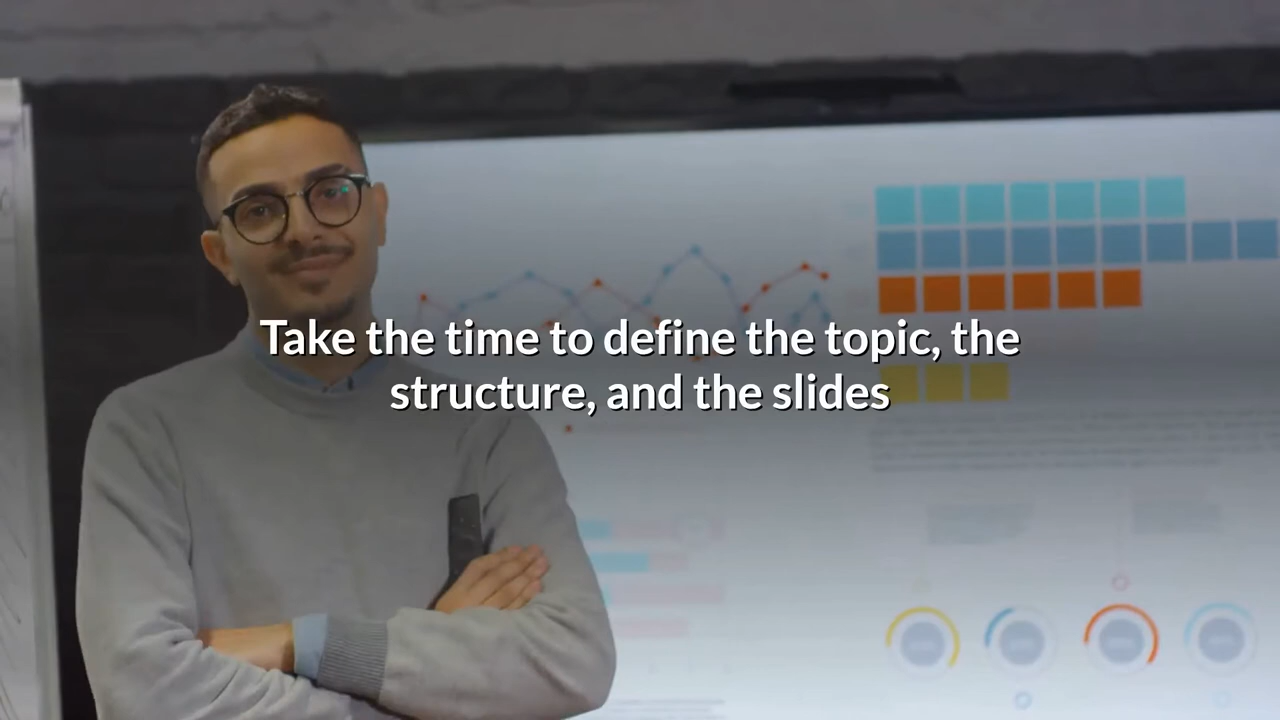 Take the time to define the topic, the
structure, and the slides